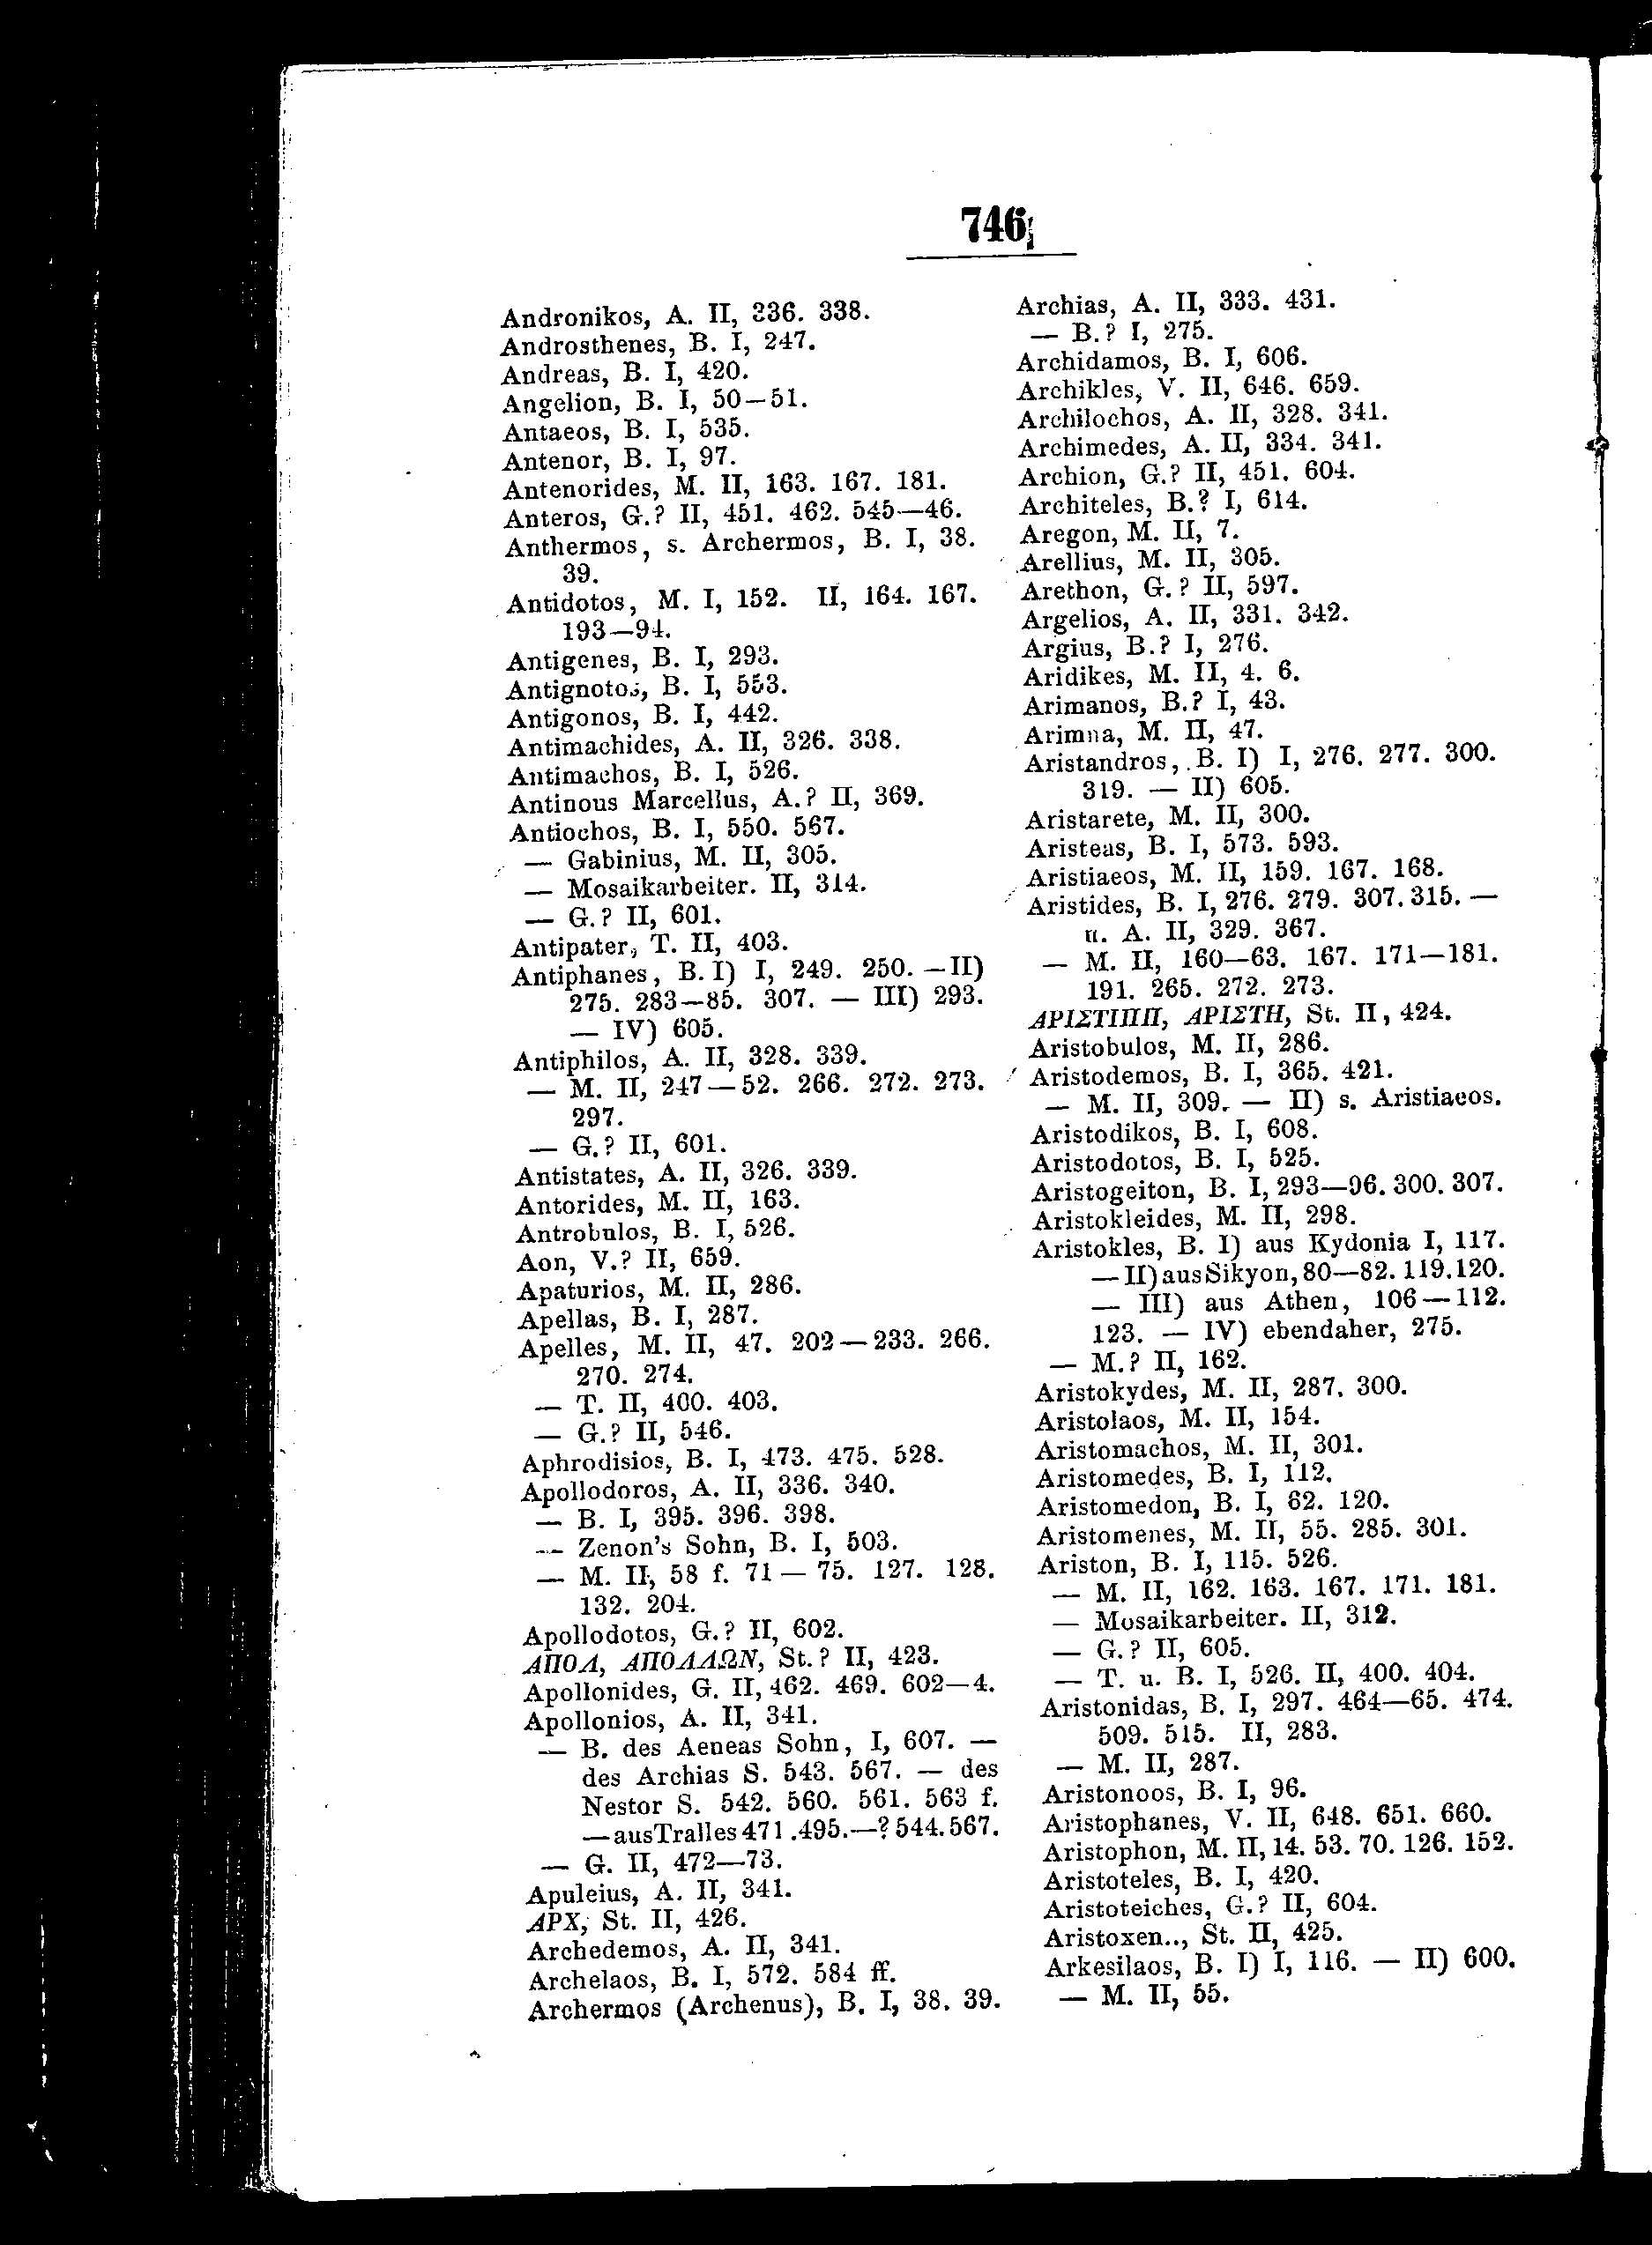 746
Andronikos, A. II, 336. 338.
Androsthenes, B. I, 247.
Andreas, B. I, 420.
Angelion, B. I, 50—51.
Antaeos, B. I, 535.
Antenor, B. I, 97.
Antenorides, M. II, 163. 167. 181.
Anteros, G.? II, 451. 462. 545—46.
Anthermos, s. Archermos, B. I, 38.
39.
Antidotos, M. I, 152. II, 164. 167.
193—94.
Antigenes, B. I, 293.
Antignotos, B. I, 553.
Antigonos, B. I, 442.
Antimachides, A. II, 326. 338.
Antimachos, B. I, 526.
Antinous Marcellus, A.? II, 369.
Antiochos, B. I, 550. 567.
— Gabinius, M. II, 305.
— Mosaikarbeiter. II, 314.
— G.? II, 601.
Antipater, T. II, 403.
Antiphanes, B. I) I, 249. 250. —II)
275. 283—85. 307. — III) 293.
— IV) 605.
Antiphilos, A. II, 328. 339.
— M. II, 247—52. 266. 272. 273.
297.
— G.? II, 601.
Antistates, A. II, 326. 339.
Antorides, M. II, 163.
Antrobulos, B. I, 526.
Aon, V.? II, 659.
Apaturios, M. II, 286.
Apellas, B. I, 287.
Apelles, M. II, 47. 202—233. 266.
270. 274.
— T. II, 400. 403.
— G.? II, 546.
Aphrodisios, B. I, 473. 475. 528.
Apollodoros, A. II, 336. 340.
— B. I, 395. 396. 398.
— Zenon's Sohn, B. I, 503.
— M. II, 58 f. 71—75. 127. 128.
132. 204.
Apollodotos, G.? II, 602.
ΑΠΟΛ, ΑΠΟΛΛΩΝ, St.? II, 423.
Apollonides, G. II, 462. 469. 602—4.
Apollonios, A. II, 341.
— B. des Aeneas Sohn, I, 607. —
des Archias S. 543. 567. — des
Nestor S. 542. 560. 561. 563 f.
—aus Tralles 471. 495.—? 544. 567.
— G. II, 472—73.
Apuleius, A. II, 341.
ΑΡΧ, St. II, 426.
Archedemos, A. II, 341.
Archelaos, B. I, 572. 584 ff.
Archermos (Archenus), B. I, 38. 39.
Archias, A. II, 333. 431.
— B.? I, 275.
Archidamos, B. I, 606.
Archikles, V. II, 646. 659.
Archilochos, A. II, 328. 341.
Archimedes, A. II, 334. 341.
Archion, G.? II, 451. 604.
Architeles, B.? I, 614.
Aregon, M. II, 7.
Arellius, M. II, 305.
Arethon, G.? II, 597.
Argelios, A. II, 331. 342.
Argius, B.? I, 276.
Aridikes, M. II, 4. 6.
Arimanos, B.? I, 43.
Arimna, M. II, 47.
Aristandros, B. I) I, 276. 277. 300.
319. — II) 605.
Aristarete, M. II, 300.
Aristeas, B. I, 573. 593.
Aristiaeos, M. II, 159. 167. 168.
Aristides, B. I, 276. 279. 307. 315. —
u. A. II, 329. 367.
— M. II, 160—63. 167. 171—181.
191. 265. 272. 273.
ΑΡΙΣΤΙΠΠ, ΑΡΙΣΤΗ, St. II, 424.
Aristobulos, M. II, 286.
Aristodemos, B. I, 365. 421.
— M. II, 309. — II) s. Aristiaeos.
Aristodikos, B. I, 608.
Aristodotos, B. I, 525.
Aristogeiton, B. I, 293—96. 300. 307.
Aristokleides, M. II, 298.
Aristokles, B. I) aus Kydonia I, 117.
—II) aus Sikyon, 80—82. 119. 120.
— III) aus Athen, 106—112.
123. — IV) ebendaher, 275.
— M.? II, 162.
Aristokydes, M. II, 287. 300.
Aristolaos, M. II, 154.
Aristomachos, M. II, 301.
Aristomedes, B. I, 112.
Aristomedon, B. I, 62. 120.
Aristomenes, M. II, 55. 285. 301.
Ariston, B. I, 115. 526.
— M. II, 162. 163. 167. 171. 181.
— Mosaikarbeiter. II, 312.
— G.? II, 605.
— T. u. B. I, 526. II, 400. 404.
Aristonidas, B. I, 297. 464—65. 474.
509. 515. II, 283.
— M. II, 287.
Aristonoos, B. I, 96.
Aristophanes, V. II, 648. 651. 660.
Aristophon, M. II, 14. 53. 70. 126. 152.
Aristoteles, B. I, 420.
Aristoteiches, G.? II, 604.
Aristoxen.., St. II, 425.
Arkesilaos, B. I) I, 116. — II) 600.
— M. II, 55.